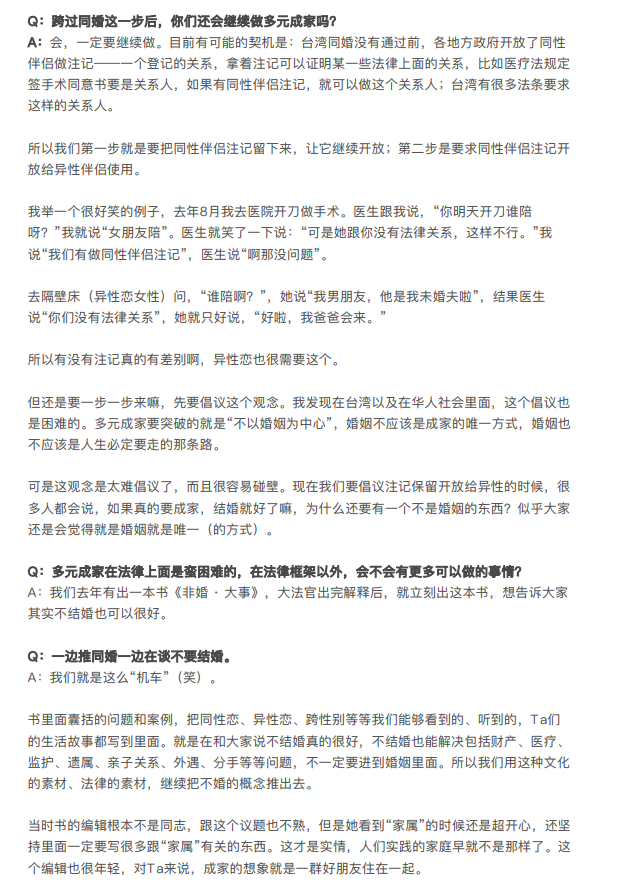 Q：跨过同婚这一步后，你们还会继续做多元成家吗？
A：会，一定要继续做。目前有可能的契机是：台湾同婚没有通过前，各地方政府开放了同性
伴侣做注记——一个登记的关系，拿着注记可以证明某一些法律上面的关系，比如医疗法规定
签手术同意书要是关系人，如果有同性伴侣注记，就可以做这个关系人；台湾有很多法条要求
这样的关系人。
所以我们第一步就是要把同性伴侣注记留下来，让它继续开放；第二步是要求同性伴侣注记开
放给异性伴侣使用。
我举一个很好笑的例子，去年8月我去医院开刀做手术。医生跟我说，“你明天开刀谁陪
呀？”我就说“女朋友陪”。医生就笑了一下说：“可是她跟你没有法律关系，这样不行。”我
说“我们有做同性伴侣注记”，医生说“啊那没问题”。
去隔壁床（异性恋女性）问，“谁陪啊？”，她说“我男朋友，他是我未婚夫啦”，结果医生
说“你们没有法律关系”，她就只好说，“好啦，我爸爸会来。”
所以有没有注记真的有差别啊，异性恋也很需要这个。
但还是要一步一步来嘛，先要倡议这个观念。我发现在台湾以及在华人社会里面，这个倡议也
是困难的。多元成家要突破的就是“不以婚姻为中心”，婚姻不应该是成家的唯一方式，婚姻也
不应该是人生必定要走的那条路。
可是这观念是太难倡议了，而且很容易碰壁。现在我们要倡议注记保留开放给异性的时候，很
多人都会说，如果真的要成家，结婚就好了嘛，为什么还要有一个不是婚姻的东西？似乎大家
还是会觉得就是婚姻就是唯一（的方式）。
Q：多元成家在法律上面是蛮困难的，在法律框架以外，会不会有更多可以做的事情？
A：我们去年有出一本书《非婚 · 大事》，大法官出完解释后，就立刻出这本书，想告诉大家
其实不结婚也可以很好。
Q：一边推同婚一边在谈不要结婚。
A：我们就是这么“机车”（笑）。
书里面囊括的问题和案例，把同性恋、异性恋、跨性别等等我们能够看到的、听到的，Ta们
的生活故事都写到里面。就是在和大家说不结婚真的很好，不结婚也能解决包括财产、医疗、
监护、遗属、亲子关系、外遇、分手等等问题，不一定要进到婚姻里面。所以我们用这种文化
的素材、法律的素材，继续把不婚的概念推出去。
当时书的编辑根本不是同志，跟这个议题也不熟，但是她看到“家属”的时候还是超开心，还坚
持里面一定要写很多跟“家属”有关的东西。这才是实情，人们实践的家庭早就不是那样了。这
个编辑也很年轻，对Ta来说，成家的想象就是一群好朋友住在一起。